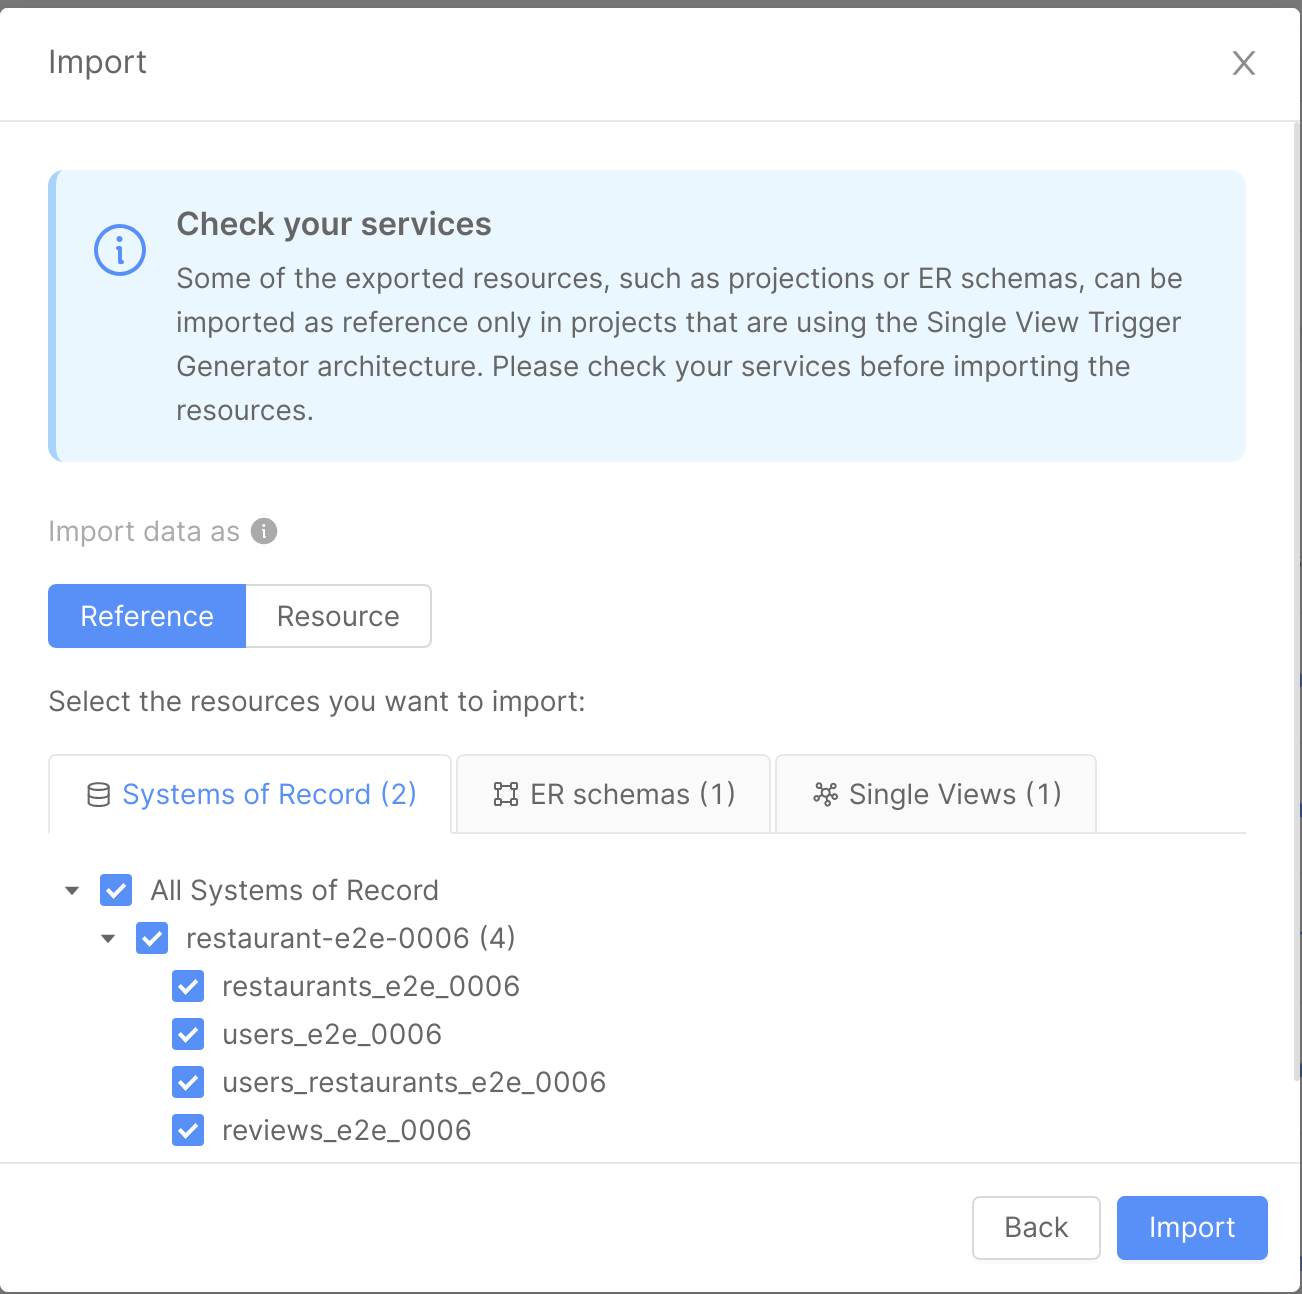 Import
Check your services
Some of the exported resources, such as projections or ER schemas, can be
imported as reference only in projects that are using the Single View Trigger
Generator architecture. Please check your services before importing the
resources.
Import data as
Reference Resource
Select the resources you want to import:
Systems of Record (2) ER schemas (1) Single Views (1)
All Systems of Record
restaurant-e2e-0006 (4)
restaurants_e2e_0006
users_e2e_0006
users_restaurants_e2e_0006
reviews_e2e_0006
Back Import